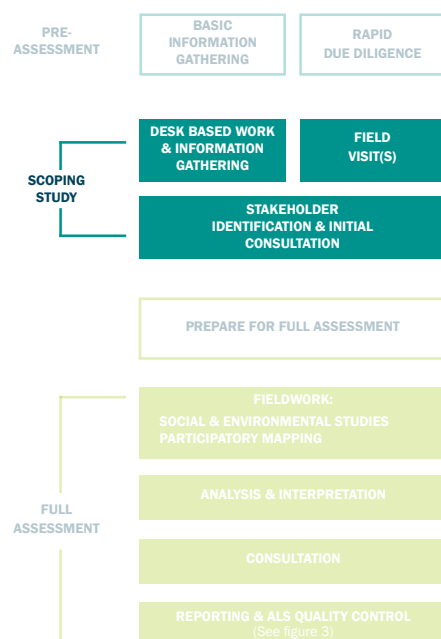 PRE-
ASSESSMENT
BASIC
INFORMATION
GATHERING
RAPID
DUE DILIGENCE
SCOPING
STUDY
DESK BASED WORK
& INFORMATION
GATHERING
FIELD
VISIT(S)
STAKEHOLDER
IDENTIFICATION & INITIAL
CONSULTATION
PREPARE FOR FULL ASSESSMENT
FULL
ASSESSMENT
FIELDWORK:
SOCIAL & ENVIRONMENTAL STUDIES
PARTICIPATORY MAPPING
ANALYSIS & INTERPRETATION
CONSULTATION
REPORTING & ALS QUALITY CONTROL
(See figure 3)